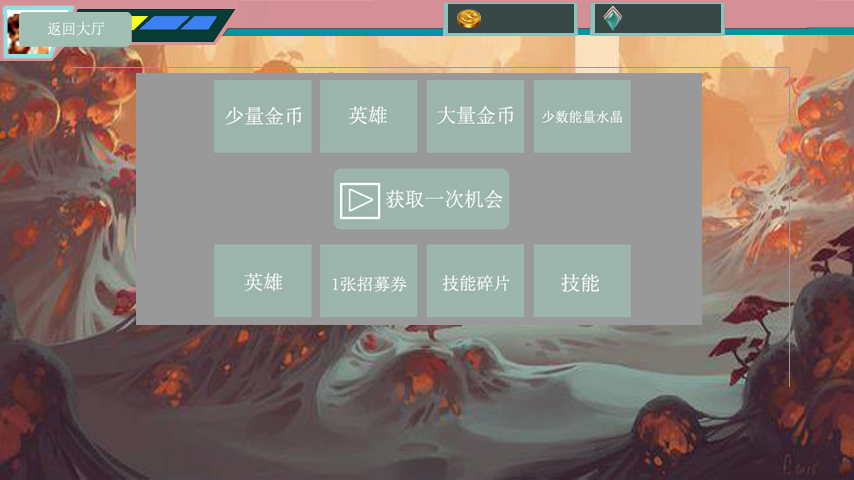 返回大厅
少量金币
英雄
大量金币
少数能量水晶
获取一次机会
英雄
1张招募券
技能碎片
技能